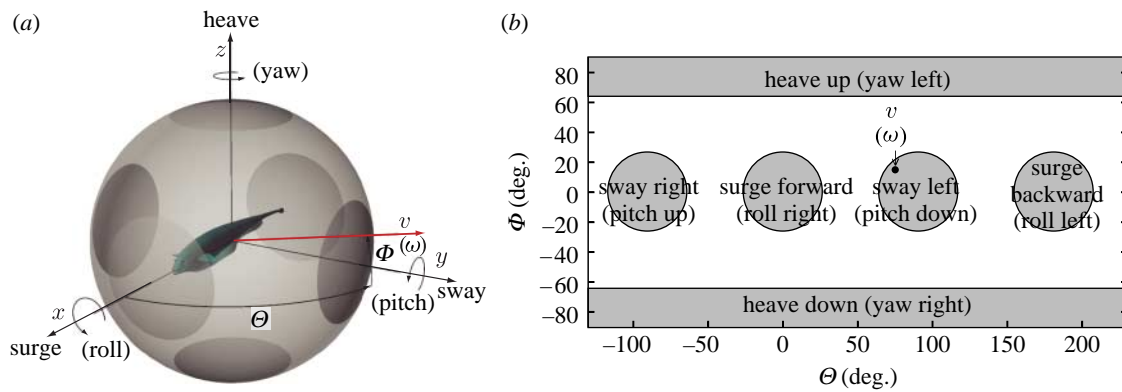 (a)
heave
z
(yaw)
v
Φ (ω)
y
sway
(pitch)
Θ
x
surge
(roll)
(b)
Φ (deg.)
80
60
40
20
0
−20
−40
−60
−80
heave up (yaw left)
v
(ω)
sway right
(pitch up)
surge forward
(roll right)
sway left
(pitch down)
surge
backward
(roll left)
heave down (yaw right)
−100 −50 0 50 100 150 200
Θ (deg.)